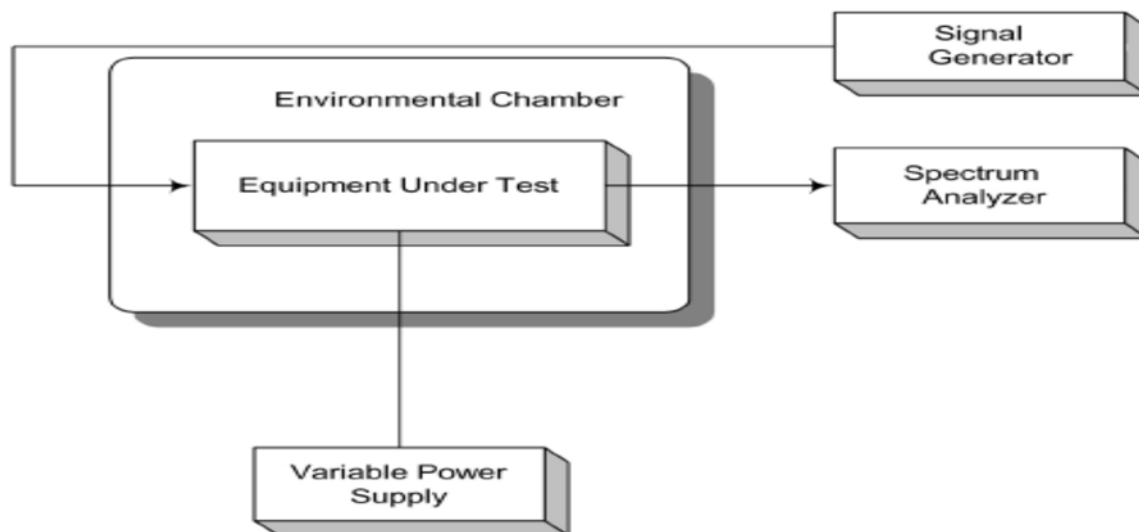 Signal
Generator
Environmental Chamber
Equipment Under Test
Spectrum
Analyzer
Variable Power
Supply